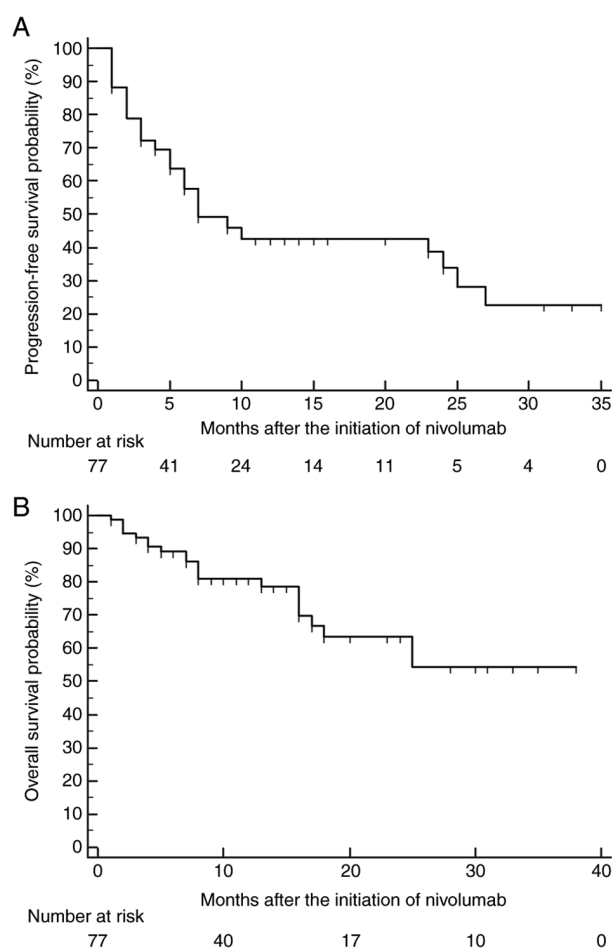 A
Progression-free survival probability (%)
100
90
80
70
60
50
40
30
20
10
0
0 5 10 15 20 25 30 35
Months after the initiation of nivolumab
Number at risk
77 41 24 14 11 5 4 0
B
Overall survival probability (%)
100
90
80
70
60
50
40
30
20
10
0
0 10 20 30 40
Months after the initiation of nivolumab
Number at risk
77 40 17 10 0